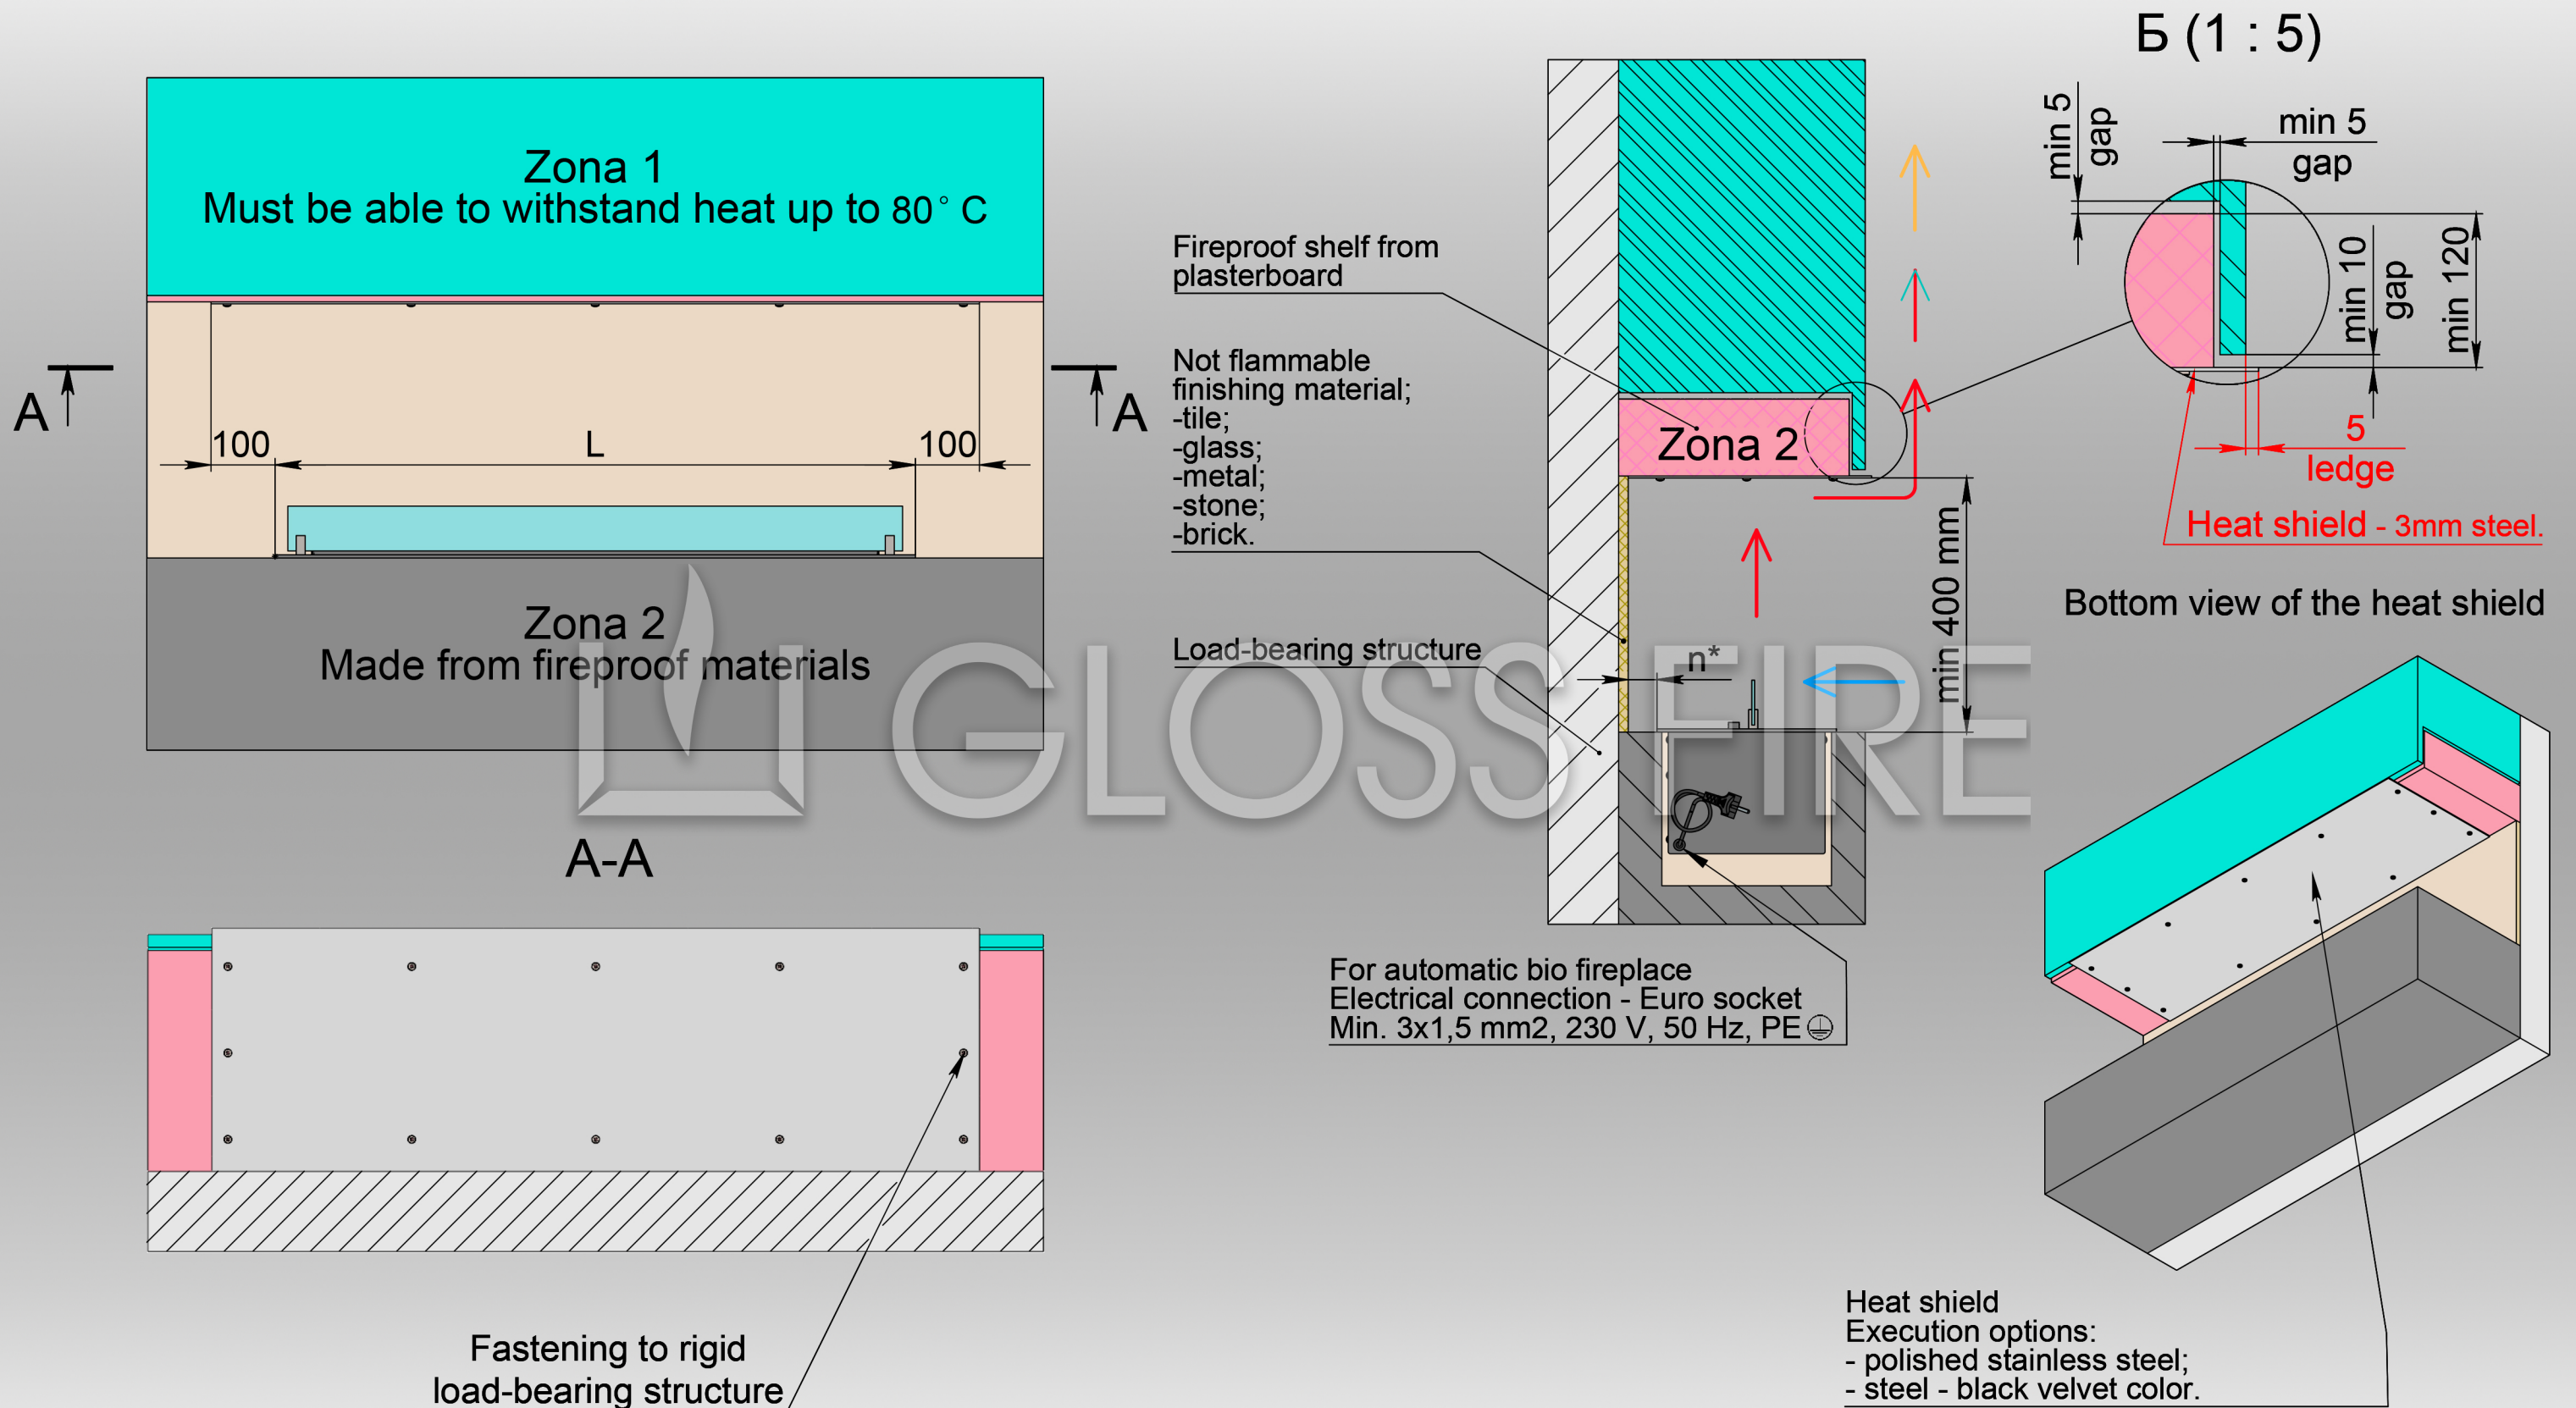 Zona 1
Must be able to withstand heat up to 80° C
A
A
100
L
100
Zona 2
Made from fireproof materials
GLOSS FIRE
A-A
Fastening to rigid
load-bearing structure
Fireproof shelf from
plasterboard
Not flammable
finishing material;
-tile;
-glass;
-metal;
-stone;
-brick.
Load-bearing structure
Zona 2
n*
min 400 mm
For automatic bio fireplace
Electrical connection - Euro socket
Min. 3x1,5 mm2, 230 V, 50 Hz, PE
Б (1 : 5)
min 5
gap
min 5
gap
min 10
gap
min 120
5
ledge
Heat shield - 3mm steel.
Bottom view of the heat shield
Heat shield
Execution options:
- polished stainless steel;
- steel - black velvet color.